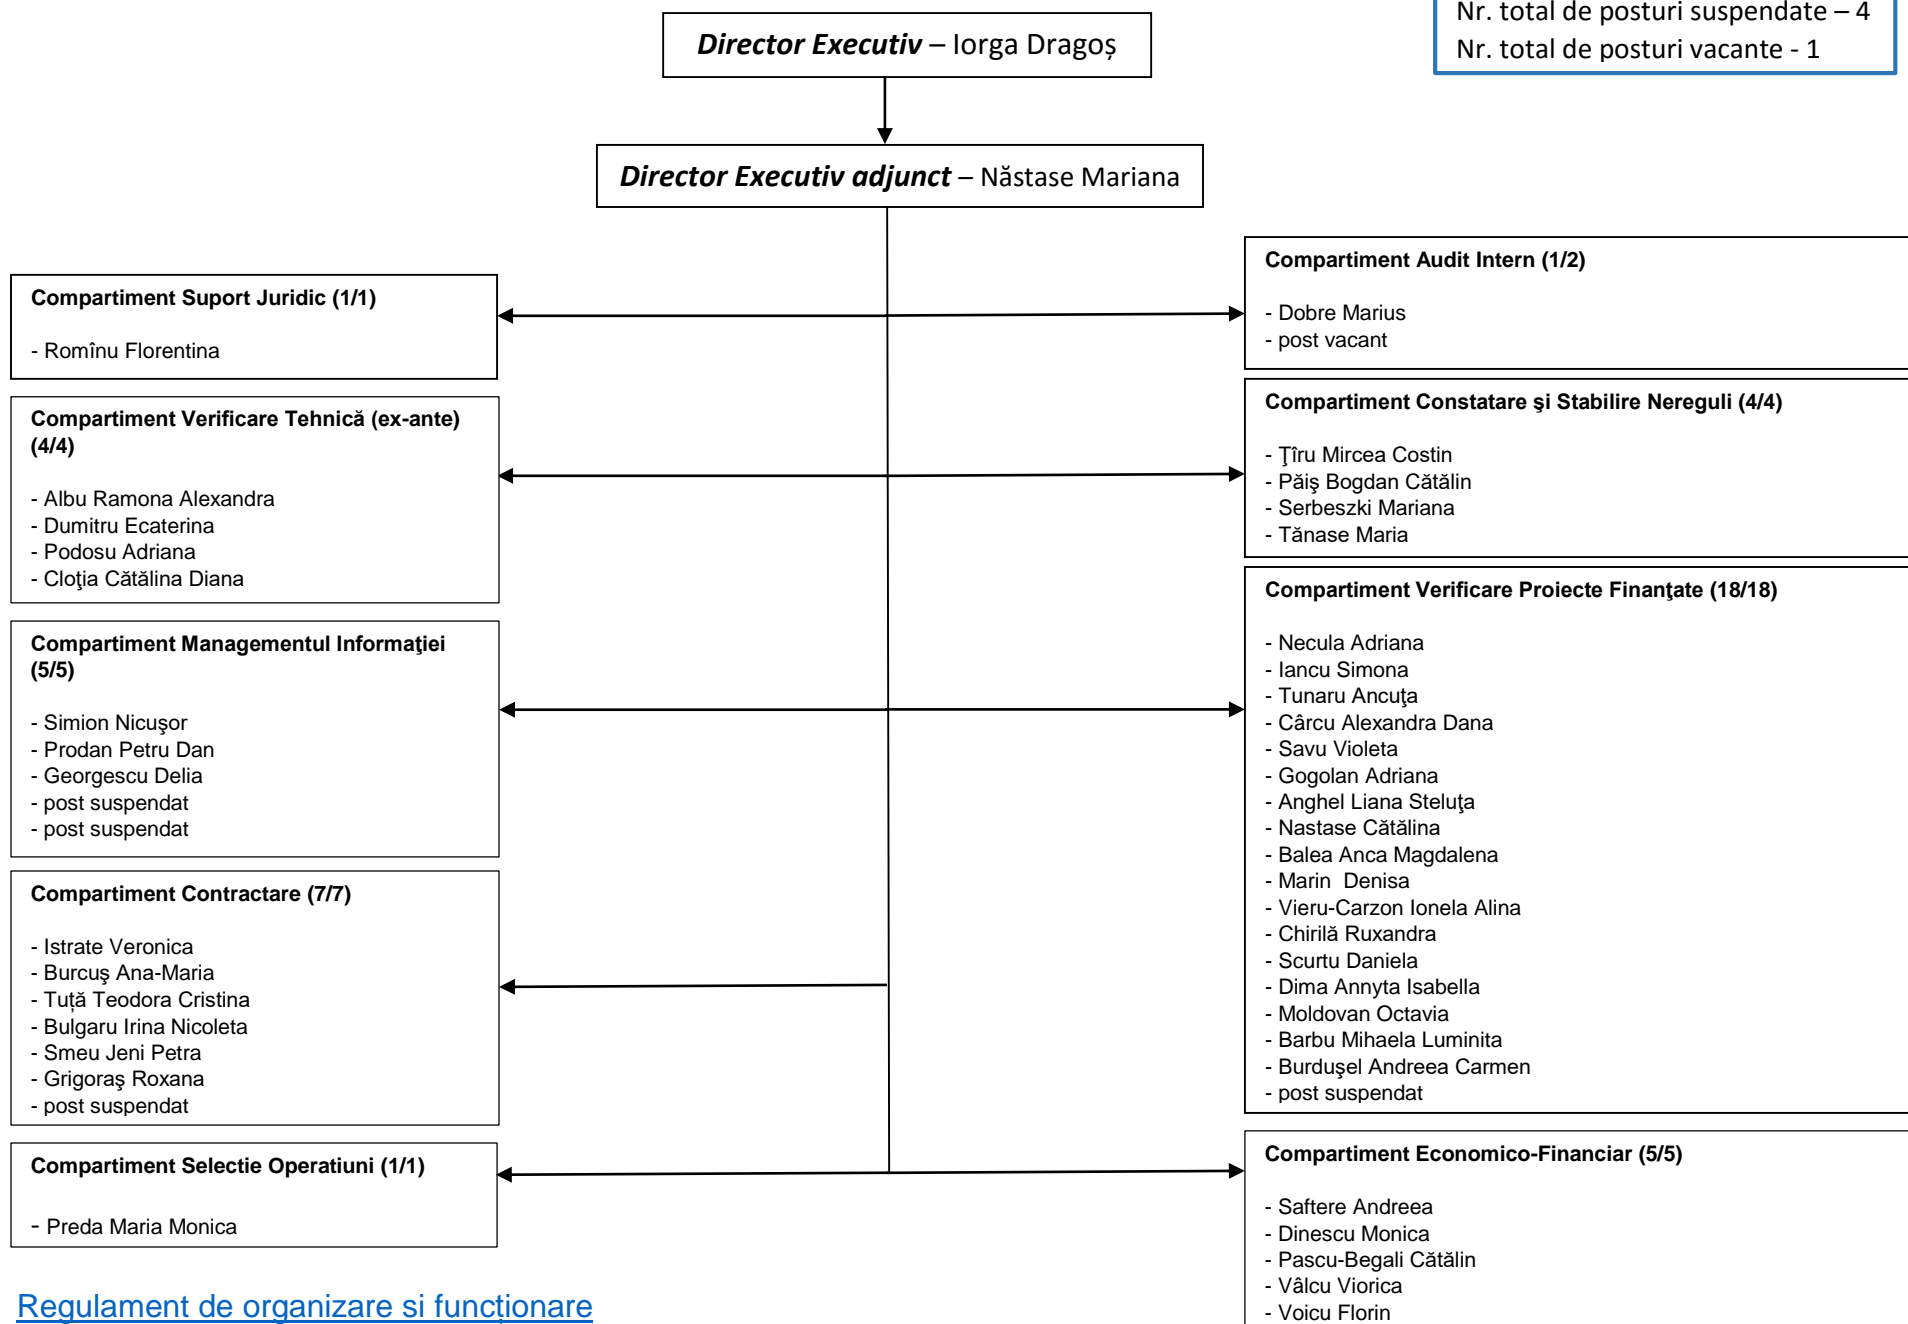 Nr. total de posturi suspendate – 4
Nr. total de posturi vacante - 1
Director Executiv – Iorga Dragoș
Director Executiv adjunct – Năstase Mariana
Compartiment Suport Juridic (1/1)
- Romînu Florentina
Compartiment Verificare Tehnică (ex-ante)
(4/4)
- Albu Ramona Alexandra
- Dumitru Ecaterina
- Podosu Adriana
- Cloţia Cătălina Diana
Compartiment Managementul Informaţiei
(5/5)
- Simion Nicuşor
- Prodan Petru Dan
- Georgescu Delia
- post suspendat
- post suspendat
Compartiment Contractare (7/7)
- Istrate Veronica
- Burcuş Ana-Maria
- Tuță Teodora Cristina
- Bulgaru Irina Nicoleta
- Smeu Jeni Petra
- Grigoraş Roxana
- post suspendat
Compartiment Selectie Operatiuni (1/1)
- Preda Maria Monica
Compartiment Audit Intern (1/2)
- Dobre Marius
- post vacant
Compartiment Constatare şi Stabilire Nereguli (4/4)
- Ţîru Mircea Costin
- Păiş Bogdan Cătălin
- Serbeszki Mariana
- Tănase Maria
Compartiment Verificare Proiecte Finanţate (18/18)
- Necula Adriana
- Iancu Simona
- Tunaru Ancuţa
- Cârcu Alexandra Dana
- Savu Violeta
- Gogolan Adriana
- Anghel Liana Steluţa
- Nastase Cătălina
- Balea Anca Magdalena
- Marin  Denisa
- Vieru-Carzon Ionela Alina
- Chirilă Ruxandra
- Scurtu Daniela
- Dima Annyta Isabella
- Moldovan Octavia
- Barbu Mihaela Luminita
- Burduşel Andreea Carmen
- post suspendat
Compartiment Economico-Financiar (5/5)
- Saftere Andreea
- Dinescu Monica
- Pascu-Begali Cătălin
- Vâlcu Viorica
- Voicu Florin
Regulament de organizare si funcționare